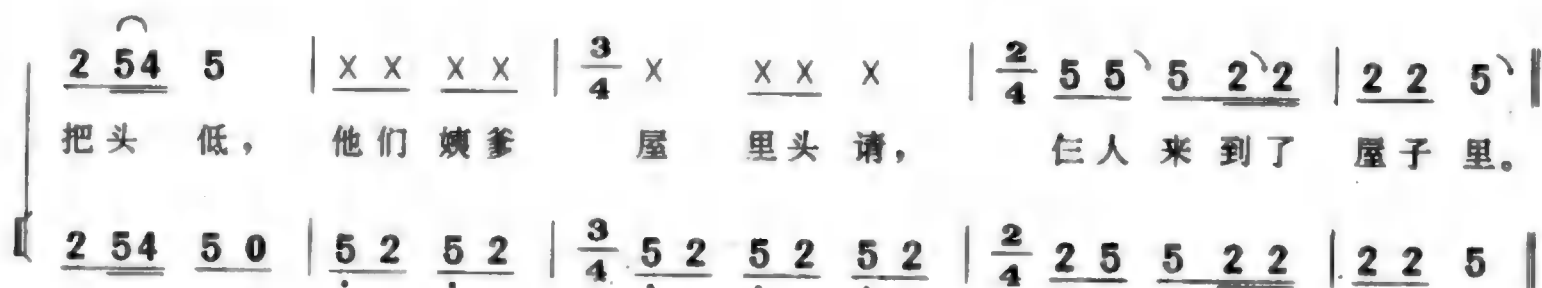 2 54 5 | X X X X | 3/4 X X X X | 2/4 5 5 5 2 2 | 2 2 5 ‖
把头 低， 他们 姨爹 屋 里头 请， 仨人 来 到了 屋子 里。
2 54 5 0 | 5 2 5 2 | 3/4 5 2 5 2 5 2 | 2/4 2 5 5 2 2 | 2 2 5 ‖